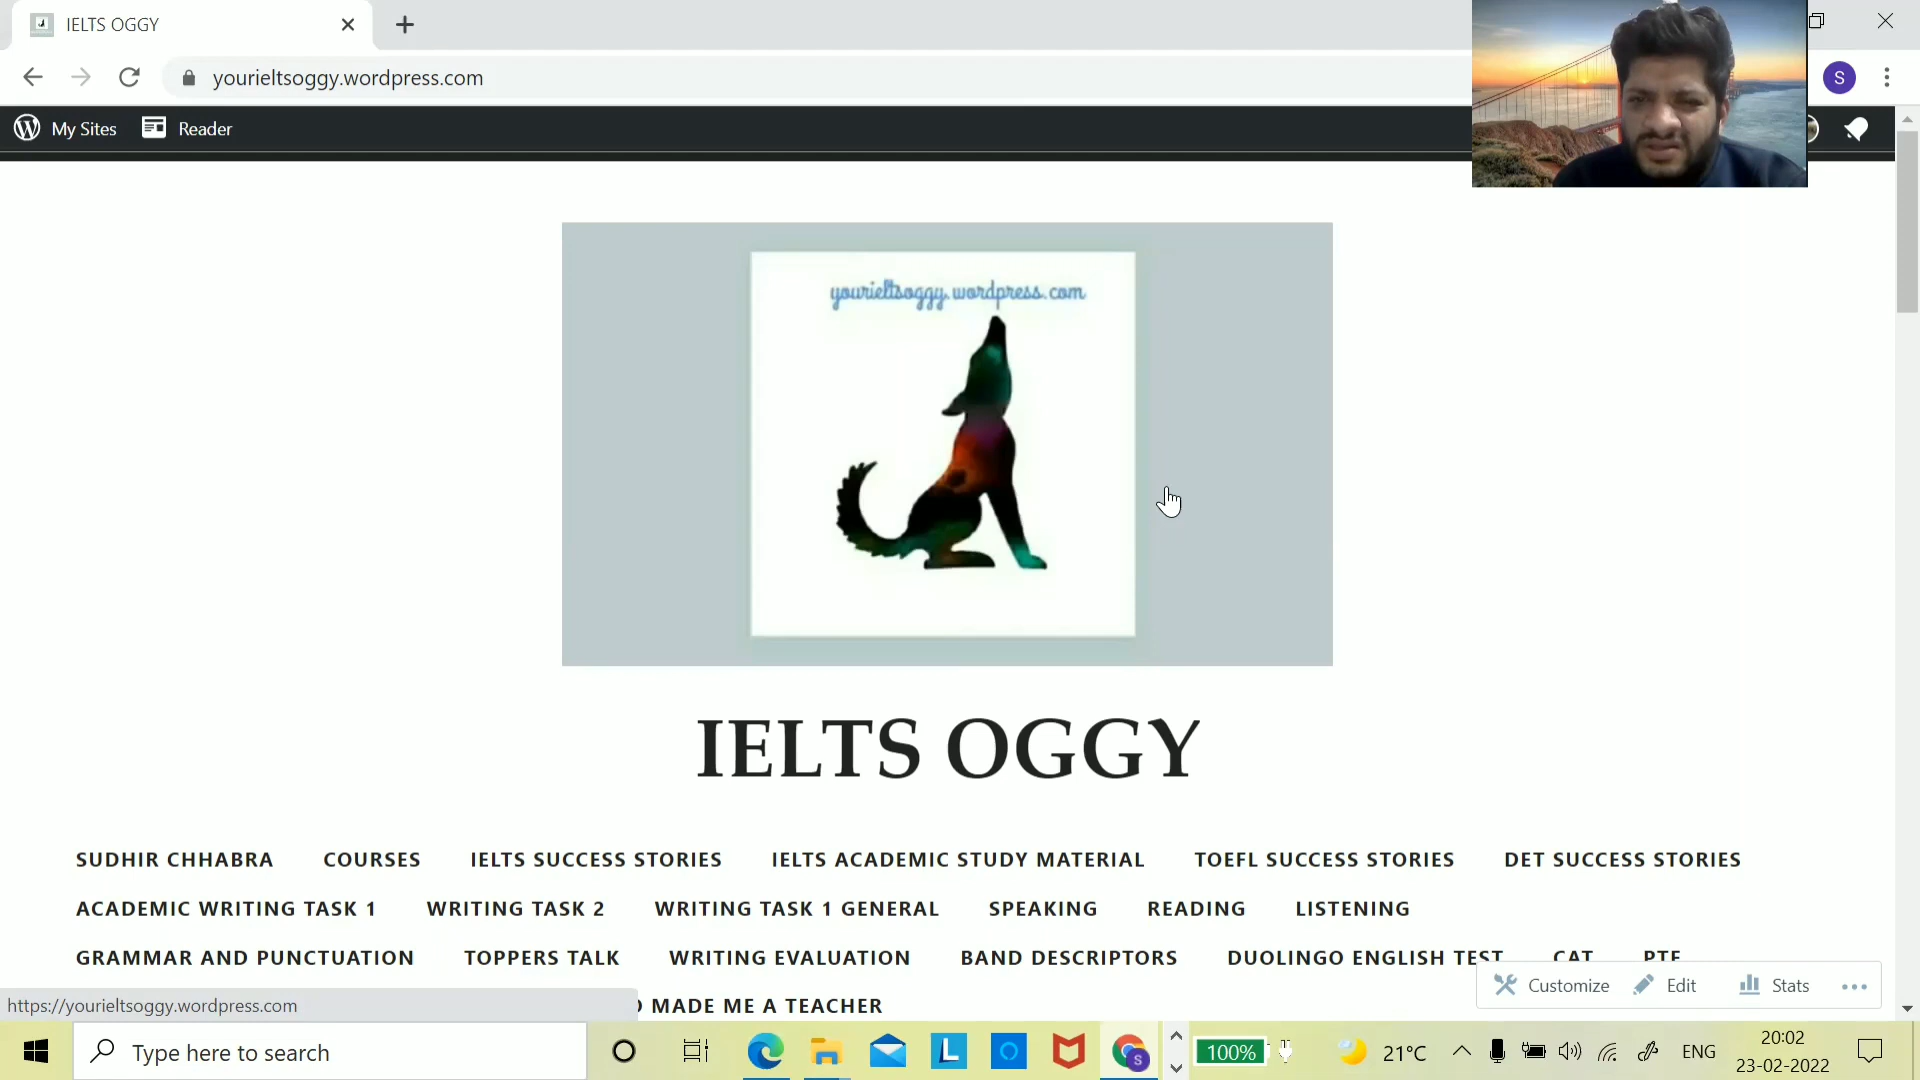 IELTS OGGY
yourieltsoggy.wordpress.com
S
My Sites
Reader
yourieltsoggy.wordpress.com
IELTS OGGY
SUDHIR CHHABRA COURSES IELTS SUCCESS STORIES IELTS ACADEMIC STUDY MATERIAL TOEFL SUCCESS STORIES DET SUCCESS STORIES
ACADEMIC WRITING TASK 1 WRITING TASK 2 WRITING TASK 1 GENERAL SPEAKING READING LISTENING
GRAMMAR AND PUNCTUATION TOPPERS TALK WRITING EVALUATION BAND DESCRIPTORS DUOLINGO ENGLISH TEST CAT PTE
Customize Edit Stats
https://yourieltsoggy.wordpress.com
MADE ME A TEACHER
Type here to search
L
S
100%
21°C
ENG
20:02
23-02-2022